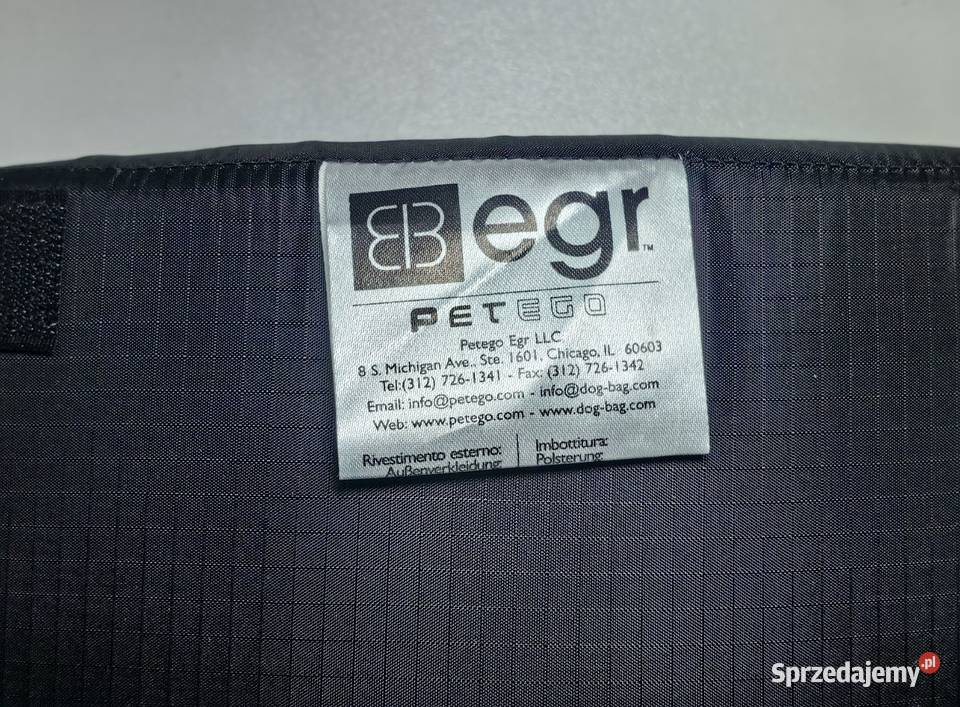 egr™
PETEGO
Petego Egr LLC
8 S. Michigan Ave., Ste. 1601, Chicago, IL 60603
Tel:(312) 726-1341 - Fax: (312) 726-1342
Email: info@petego.com - info@dog-bag.com
Web: www.petego.com - www.dog-bag.com
Rivestimento esterno:
Außenverkleidung:
Imbottitura:
Polsterung:
Sprzedajemy.pl